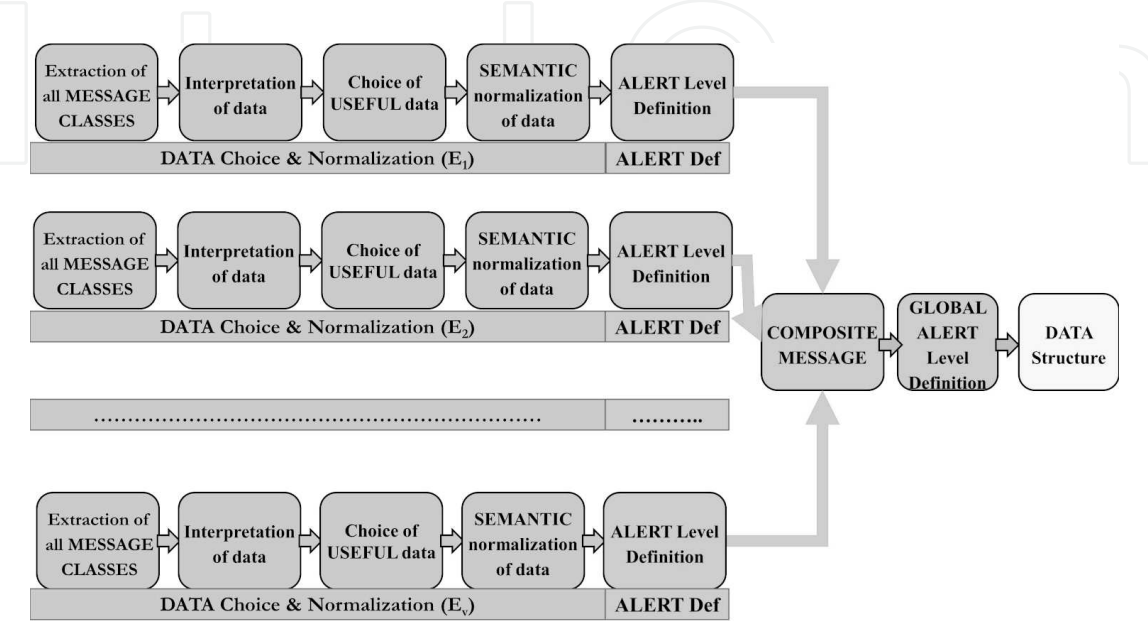 Extraction of
all MESSAGE
CLASSES
Interpretation
of data
Choice of
USEFUL data
SEMANTIC
normalization
of data
ALERT Level
Definition
DATA Choice & Normalization (E₁)
ALERT Def
Extraction of
all MESSAGE
CLASSES
Interpretation
of data
Choice of
USEFUL data
SEMANTIC
normalization
of data
ALERT Level
Definition
DATA Choice & Normalization (E₂)
ALERT Def
COMPOSITE
MESSAGE
GLOBAL
ALERT
Level
Definition
DATA
Structure
..................................................................
...........
Extraction of
all MESSAGE
CLASSES
Interpretation
of data
Choice of
USEFUL data
SEMANTIC
normalization
of data
ALERT Level
Definition
DATA Choice & Normalization (Eᵥ)
ALERT Def